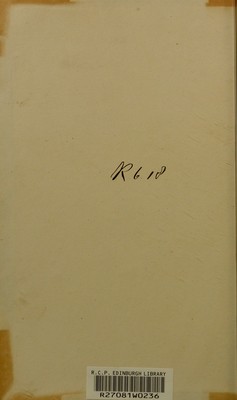 R6.18
R.C.P. EDINBURGH LIBRARY
R27081W0236